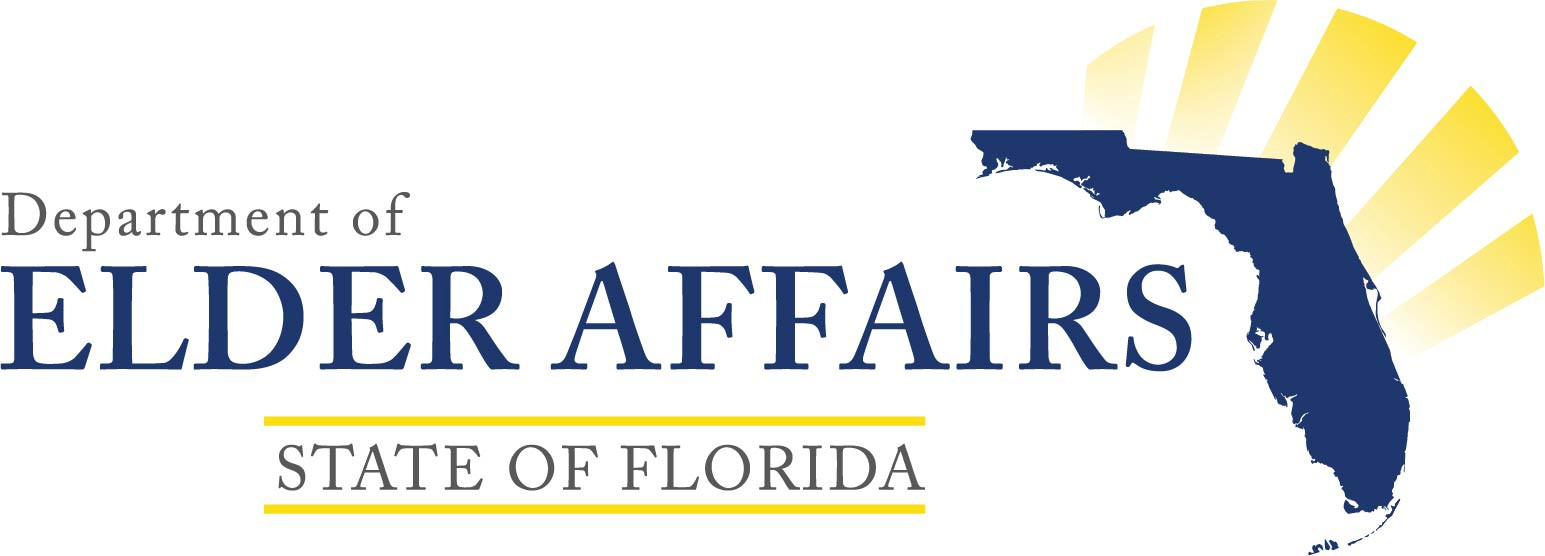 Department of
ELDER AFFAIRS
STATE OF FLORIDA